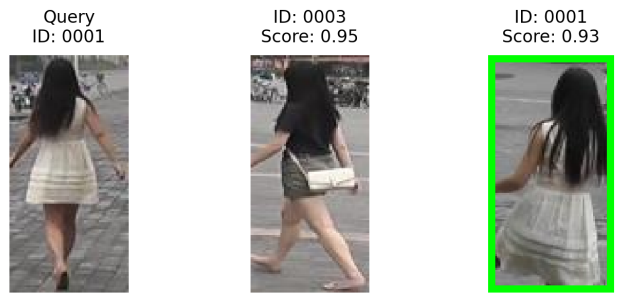 Query
ID: 0001
ID: 0003
Score: 0.95
ID: 0001
Score: 0.93